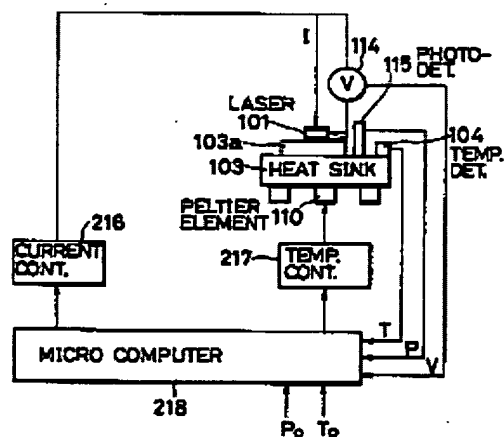 I
114
V
115
PHOTO-
DET.
LASER
101
103a
104
103
HEAT SINK
TEMP.
DET.
PELTIER
ELEMENT
110
216
CURRENT
CONT.
217
TEMP.
CONT.
T
P
V
MICRO COMPUTER
218
Po
To